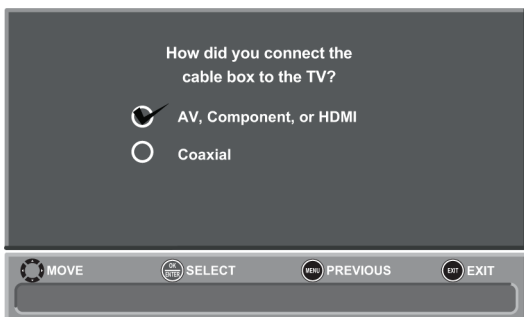 How did you connect the
cable box to the TV?
AV, Component, or HDMI
Coaxial
MOVE OK ENTER SELECT MENU PREVIOUS EXIT EXIT